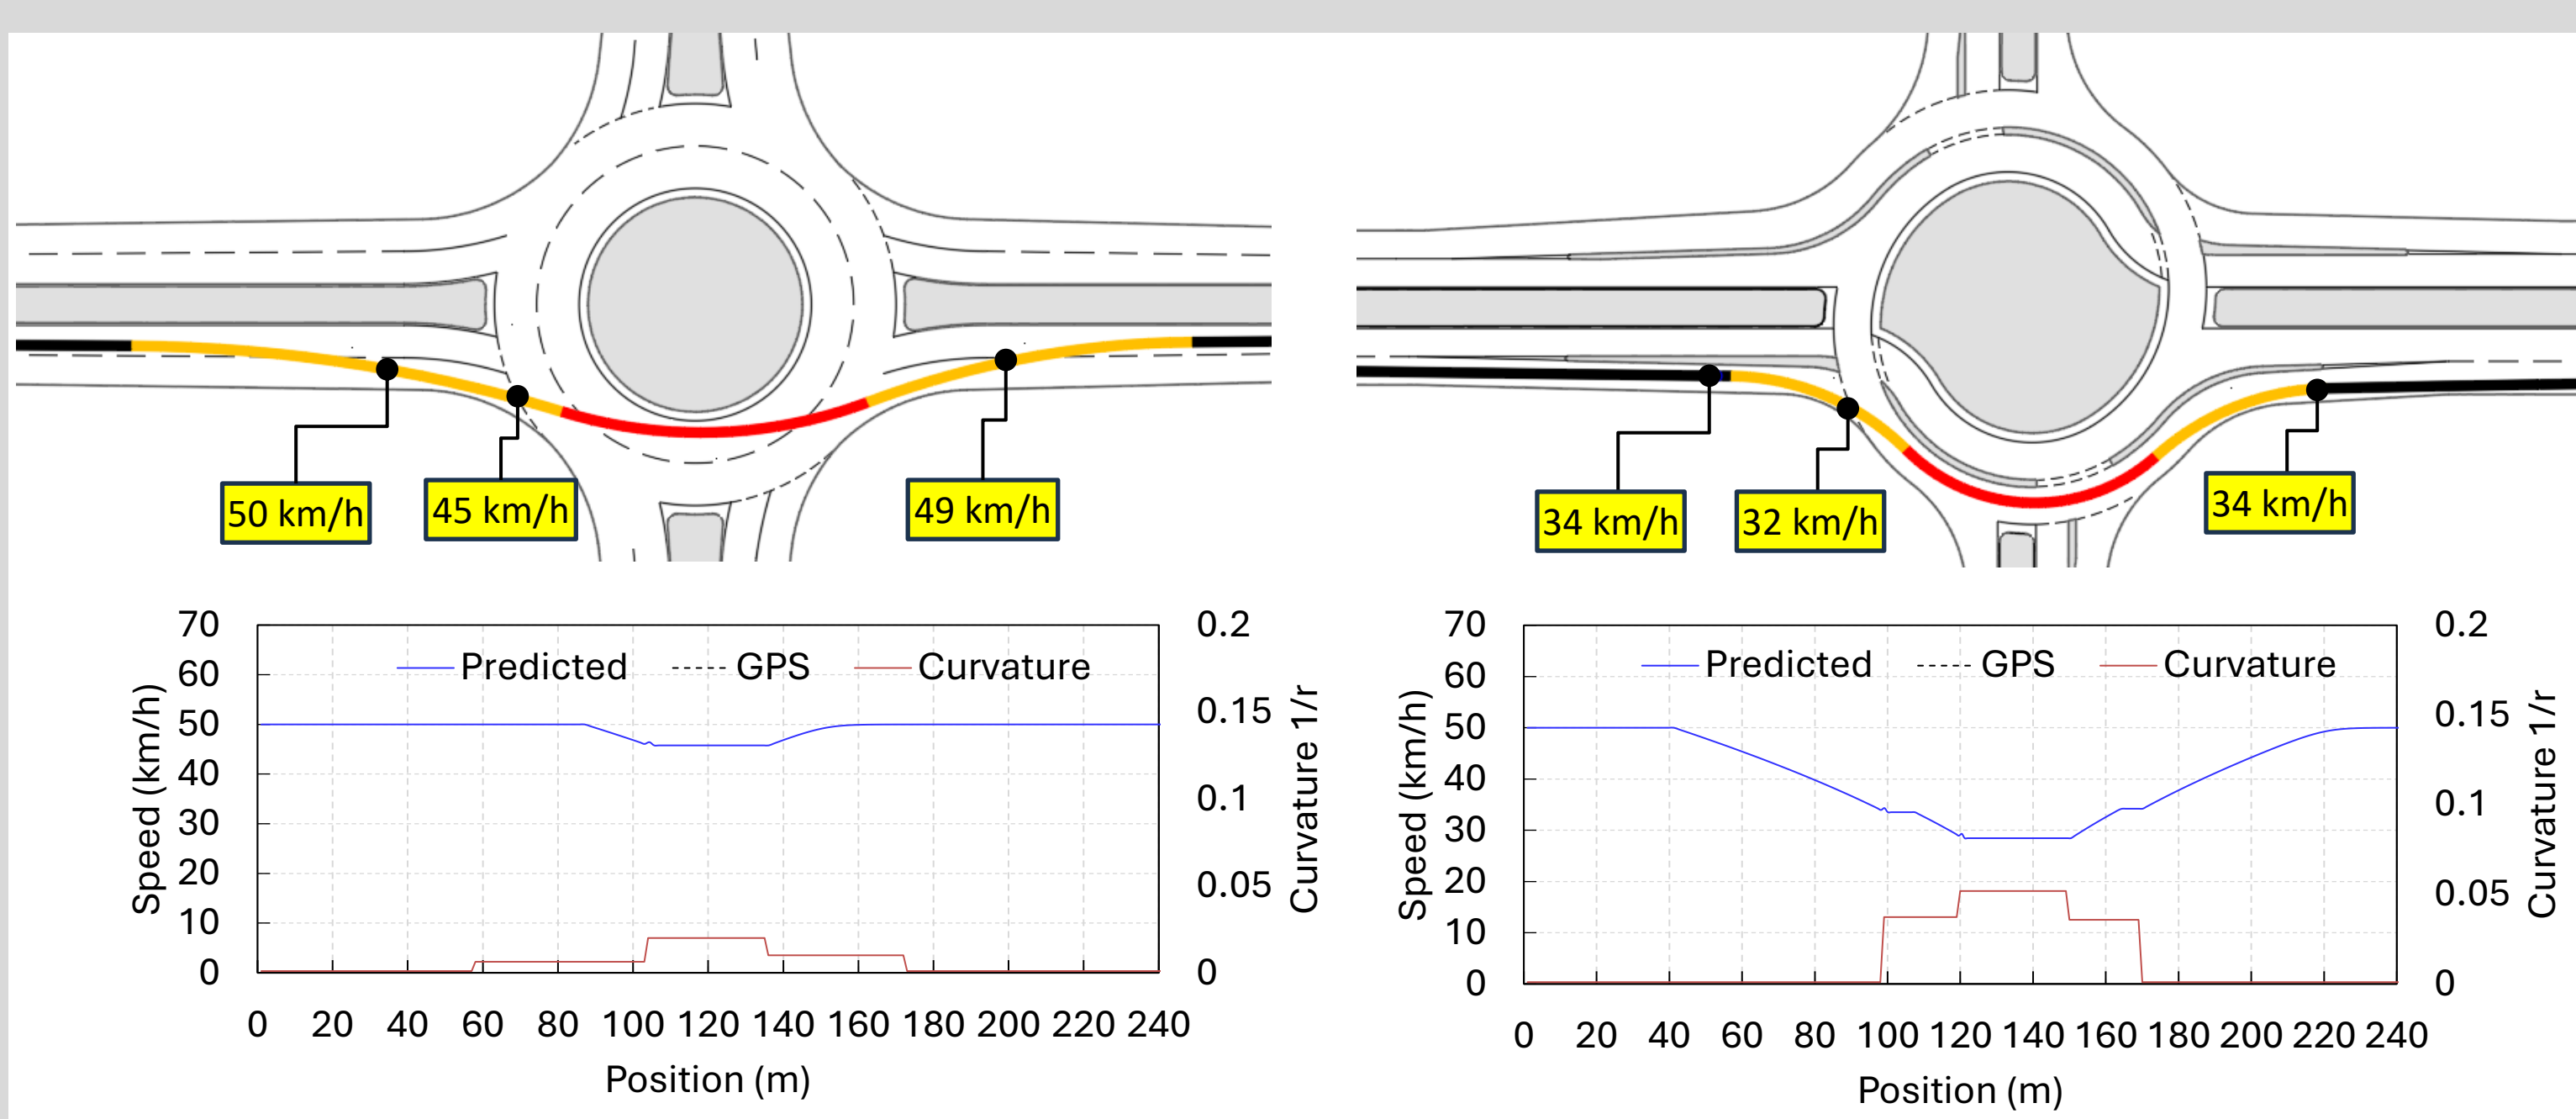 50 km/h
45 km/h
49 km/h
34 km/h
32 km/h
34 km/h
70
60
50
40
30
20
10
0
Speed (km/h)
Predicted GPS Curvature
0.2
0.15
0.1
0.05
0
Curvature 1/r
0 20 40 60 80 100 120 140 160 180 200 220 240
Position (m)
70
60
50
40
30
20
10
0
Speed (km/h)
Predicted GPS Curvature
0.2
0.15
0.1
0.05
0
Curvature 1/r
0 20 40 60 80 100 120 140 160 180 200 220 240
Position (m)